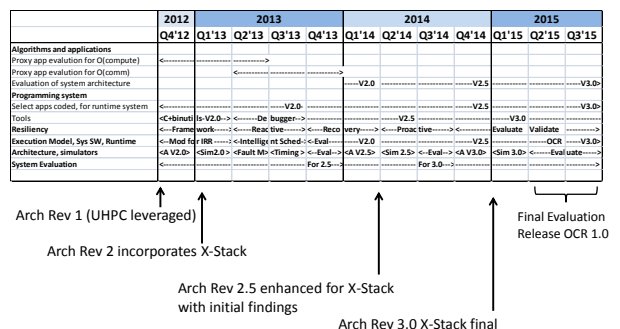 2012 2013 2014 2015
Q4'12 Q1'13 Q2'13 Q3'13 Q4'13 Q1'14 Q2'14 Q3'14 Q4'14 Q1'15 Q2'15 Q3'15
Algorithms and applications
Proxy app evalution for O(compute) <------------------------------>
Proxy app evalution for O(comm) <------------------------------>
Evaluation of system architecture -----V2.0 ------------------------V2.5 ------------------------V3.0>
Programming system
Select apps coded, for runtime system <------------------------V2.0------------------------V2.5 ------------------------V3.0>
Tools <C+binuti ls-V2.0--> <------De bugger---> V2.5 V3.0
Resiliency <----Frame work-----> <-----Reac tive------> <----Reco very-----> <----Proac tive------> <---------- Evaluate Validate ------>
Execution Model, Sys SW, Runtime <--Mod fo r IRR ----> <-Intellige nt Sched-> <-Eval------V2.0 ------------------------V2.5 ------------OCR ------V3.0>
Architecture, simulators <A V2.0> <Sim2.0> <Fault M> <Timing > <--Eval--> <A V2.5> <Sim 2.5> <--Eval--> <A V3.0> <Sim 3.0> <------Eval uate------>
System Evaluation <------------------------For 2.5------------------------For 3.0------------------------>
Arch Rev 1 (UHPC leveraged)
Arch Rev 2 incorporates X-Stack
Arch Rev 2.5 enhanced for X-Stack
with initial findings
Arch Rev 3.0 X-Stack final
Final Evaluation
Release OCR 1.0